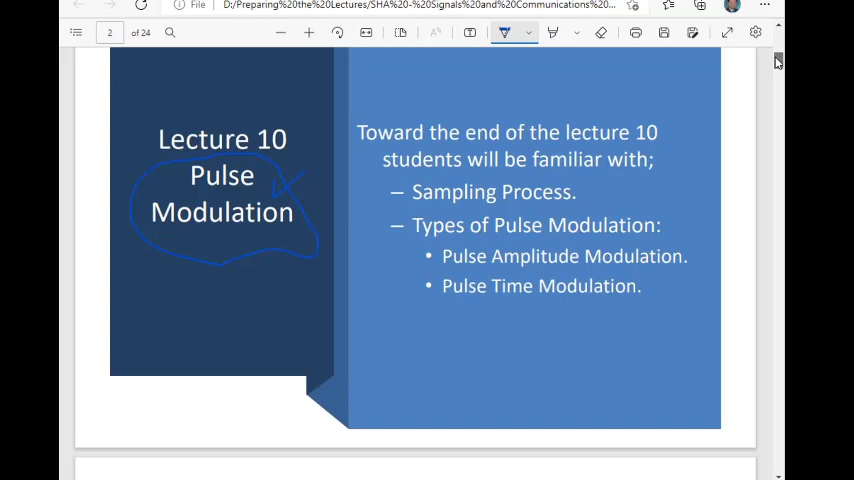 File
D:/Preparing%20the%20Lectures/SHA%20-%20Signals%20and%20Communications%20...
2 of 24
Lecture 10
Pulse
Modulation
Toward the end of the lecture 10
students will be familiar with;
– Sampling Process.
– Types of Pulse Modulation:
• Pulse Amplitude Modulation.
• Pulse Time Modulation.